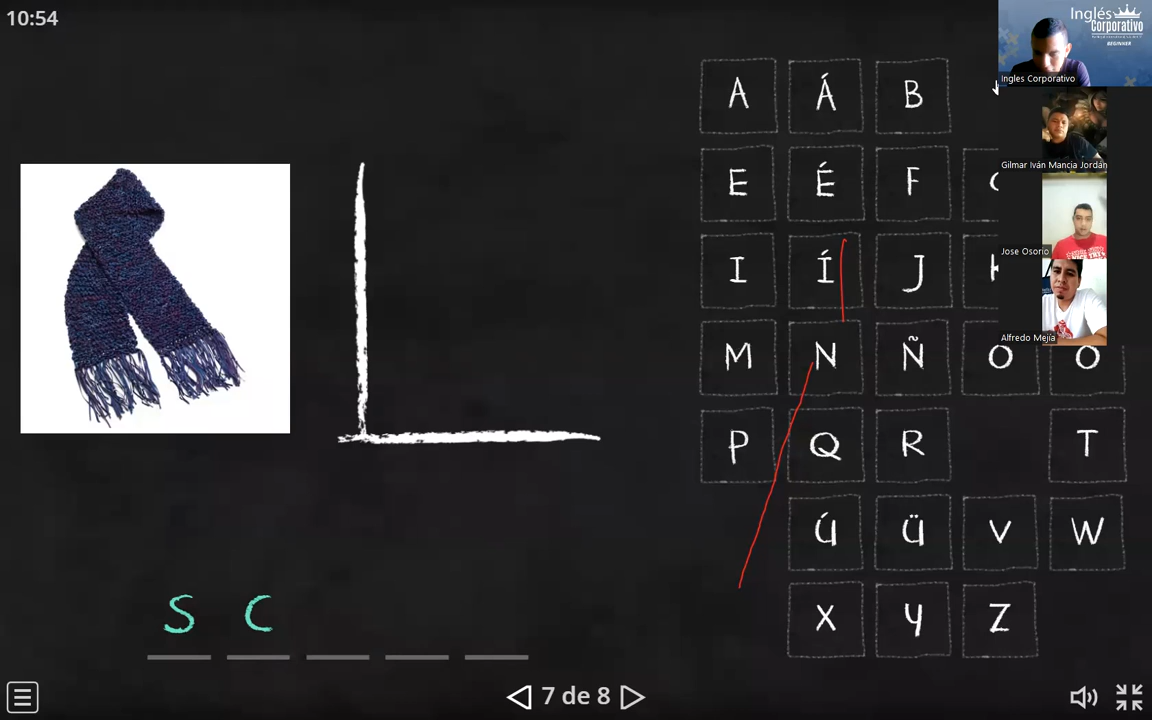 10:54
Inglés
Corporativo
BEGINNER
Ingles Corporativo
A Á B
Gilmar Iván Mancia Jordán
E É F
Jose Osorio
I Í J
Alfredo Mejía
M N Ñ O
P Q R T
Ú Ü V W
S C
X Y Z
7 de 8